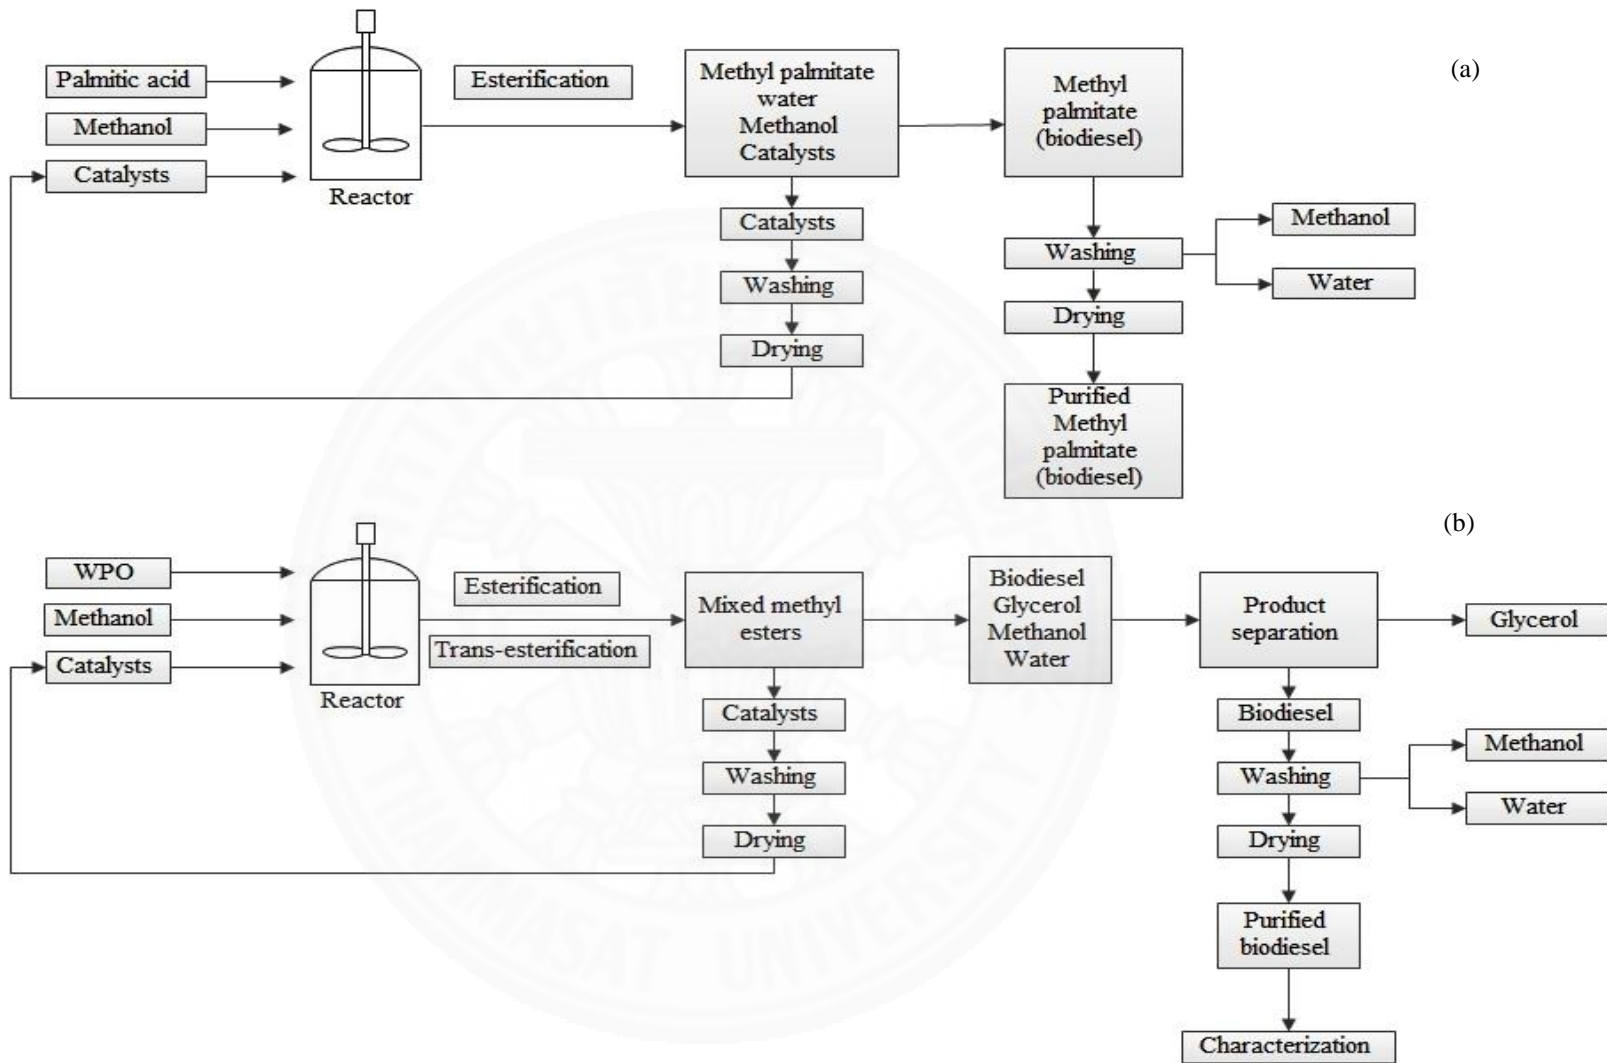 (a)
Palmitic acid
Methanol
Catalysts
Reactor
Esterification
Methyl palmitate
water
Methanol
Catalysts
Catalysts
Washing
Drying
Methyl
palmitate
(biodiesel)
Washing
Methanol
Water
Drying
Purified
Methyl
palmitate
(biodiesel)
(b)
WPO
Methanol
Catalysts
Reactor
Esterification
Trans-esterification
Mixed methyl
esters
Catalysts
Washing
Drying
Biodiesel
Glycerol
Methanol
Water
Product
separation
Glycerol
Biodiesel
Washing
Methanol
Water
Drying
Purified
biodiesel
Characterization
THAMMASAT UNIVERSITY